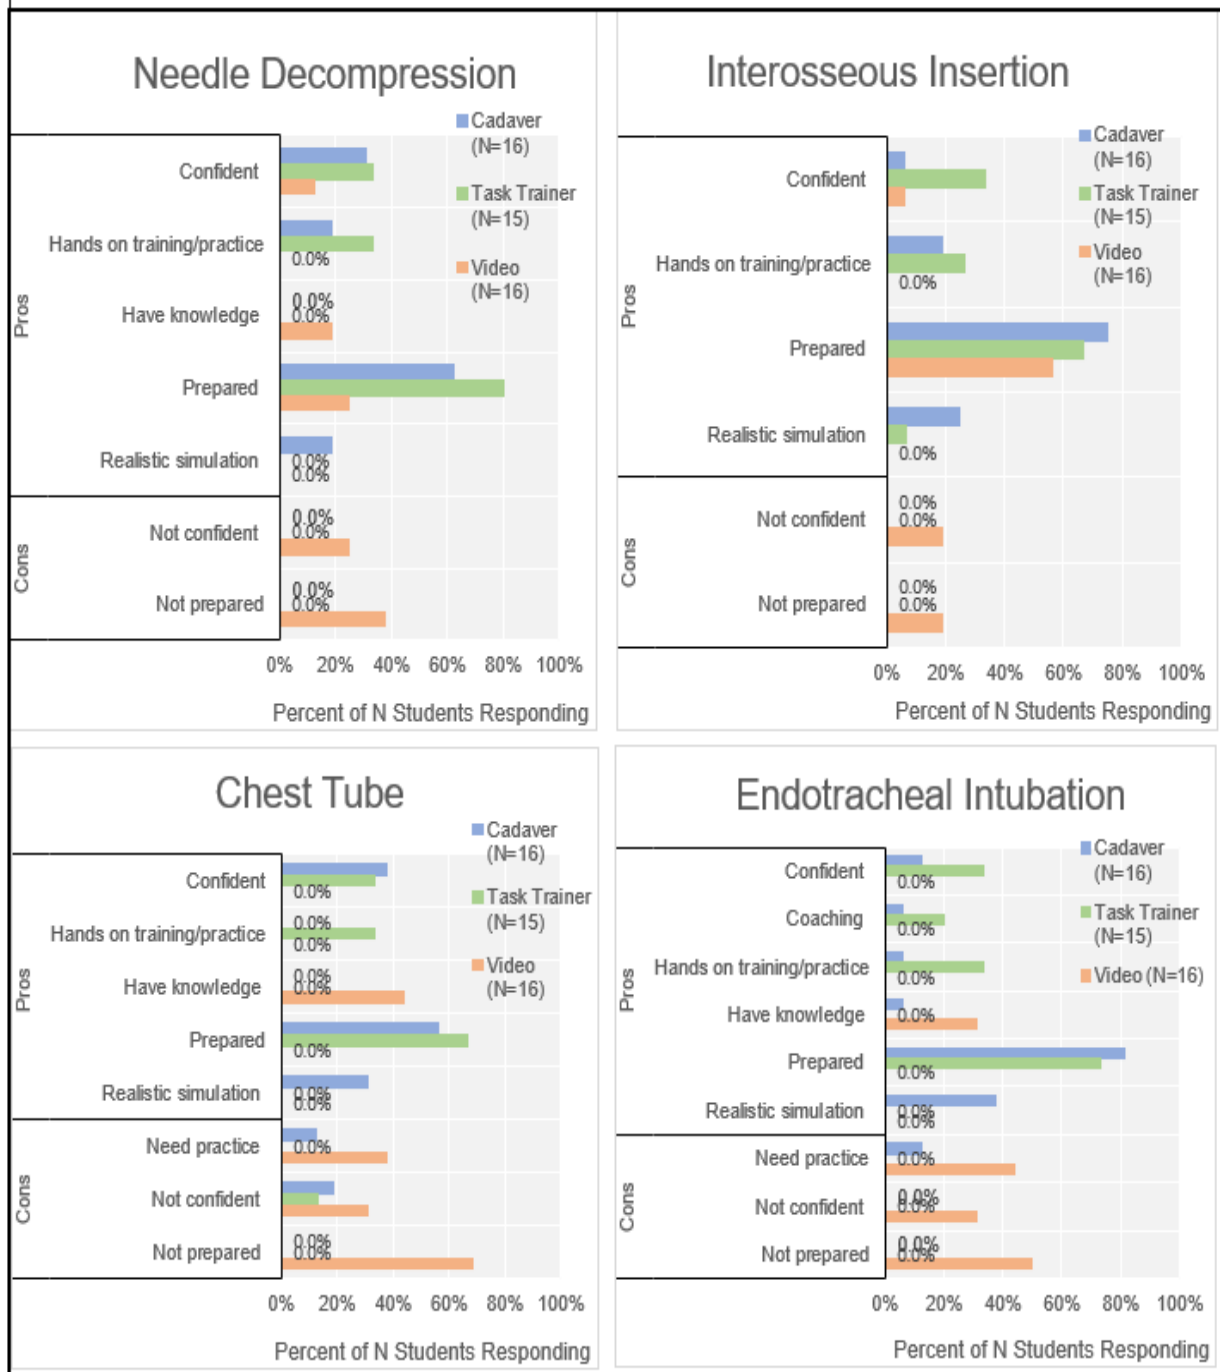 Needle Decompression
Cadaver
(N=16)
Task Trainer
(N=15)
Video
(N=16)
Pros
Confident
Hands on training/practice
0.0%
Have knowledge
0.0%
0.0%
Prepared
Realistic simulation
0.0%
0.0%
Cons
Not confident
0.0%
0.0%
Not prepared
0.0%
0.0%
0% 20% 40% 60% 80% 100%
Percent of N Students Responding
Interosseous Insertion
Cadaver
(N=16)
Task Trainer
(N=15)
Video
(N=16)
Pros
Confident
Hands on training/practice
0.0%
Prepared
Realistic simulation
0.0%
Cons
Not confident
0.0%
0.0%
Not prepared
0.0%
0.0%
0% 20% 40% 60% 80% 100%
Percent of N Students Responding
Chest Tube
Cadaver
(N=16)
Task Trainer
(N=15)
Video
(N=16)
Pros
Confident
0.0%
Hands on training/practice
0.0%
0.0%
Have knowledge
0.0%
0.0%
Prepared
0.0%
Realistic simulation
0.0%
0.0%
Cons
Need practice
0.0%
Not confident
Not prepared
0.0%
0.0%
0% 20% 40% 60% 80% 100%
Percent of N Students Responding
Endotracheal Intubation
Cadaver
(N=16)
Task Trainer
(N=15)
Video (N=16)
Pros
Confident
0.0%
Coaching
0.0%
Hands on training/practice
0.0%
Have knowledge
0.0%
Prepared
0.0%
Realistic simulation
0.0%
0.0%
Cons
Need practice
0.0%
Not confident
0.0%
0.0%
Not prepared
0.0%
0.0%
0% 20% 40% 60% 80% 100%
Percent of N Students Responding